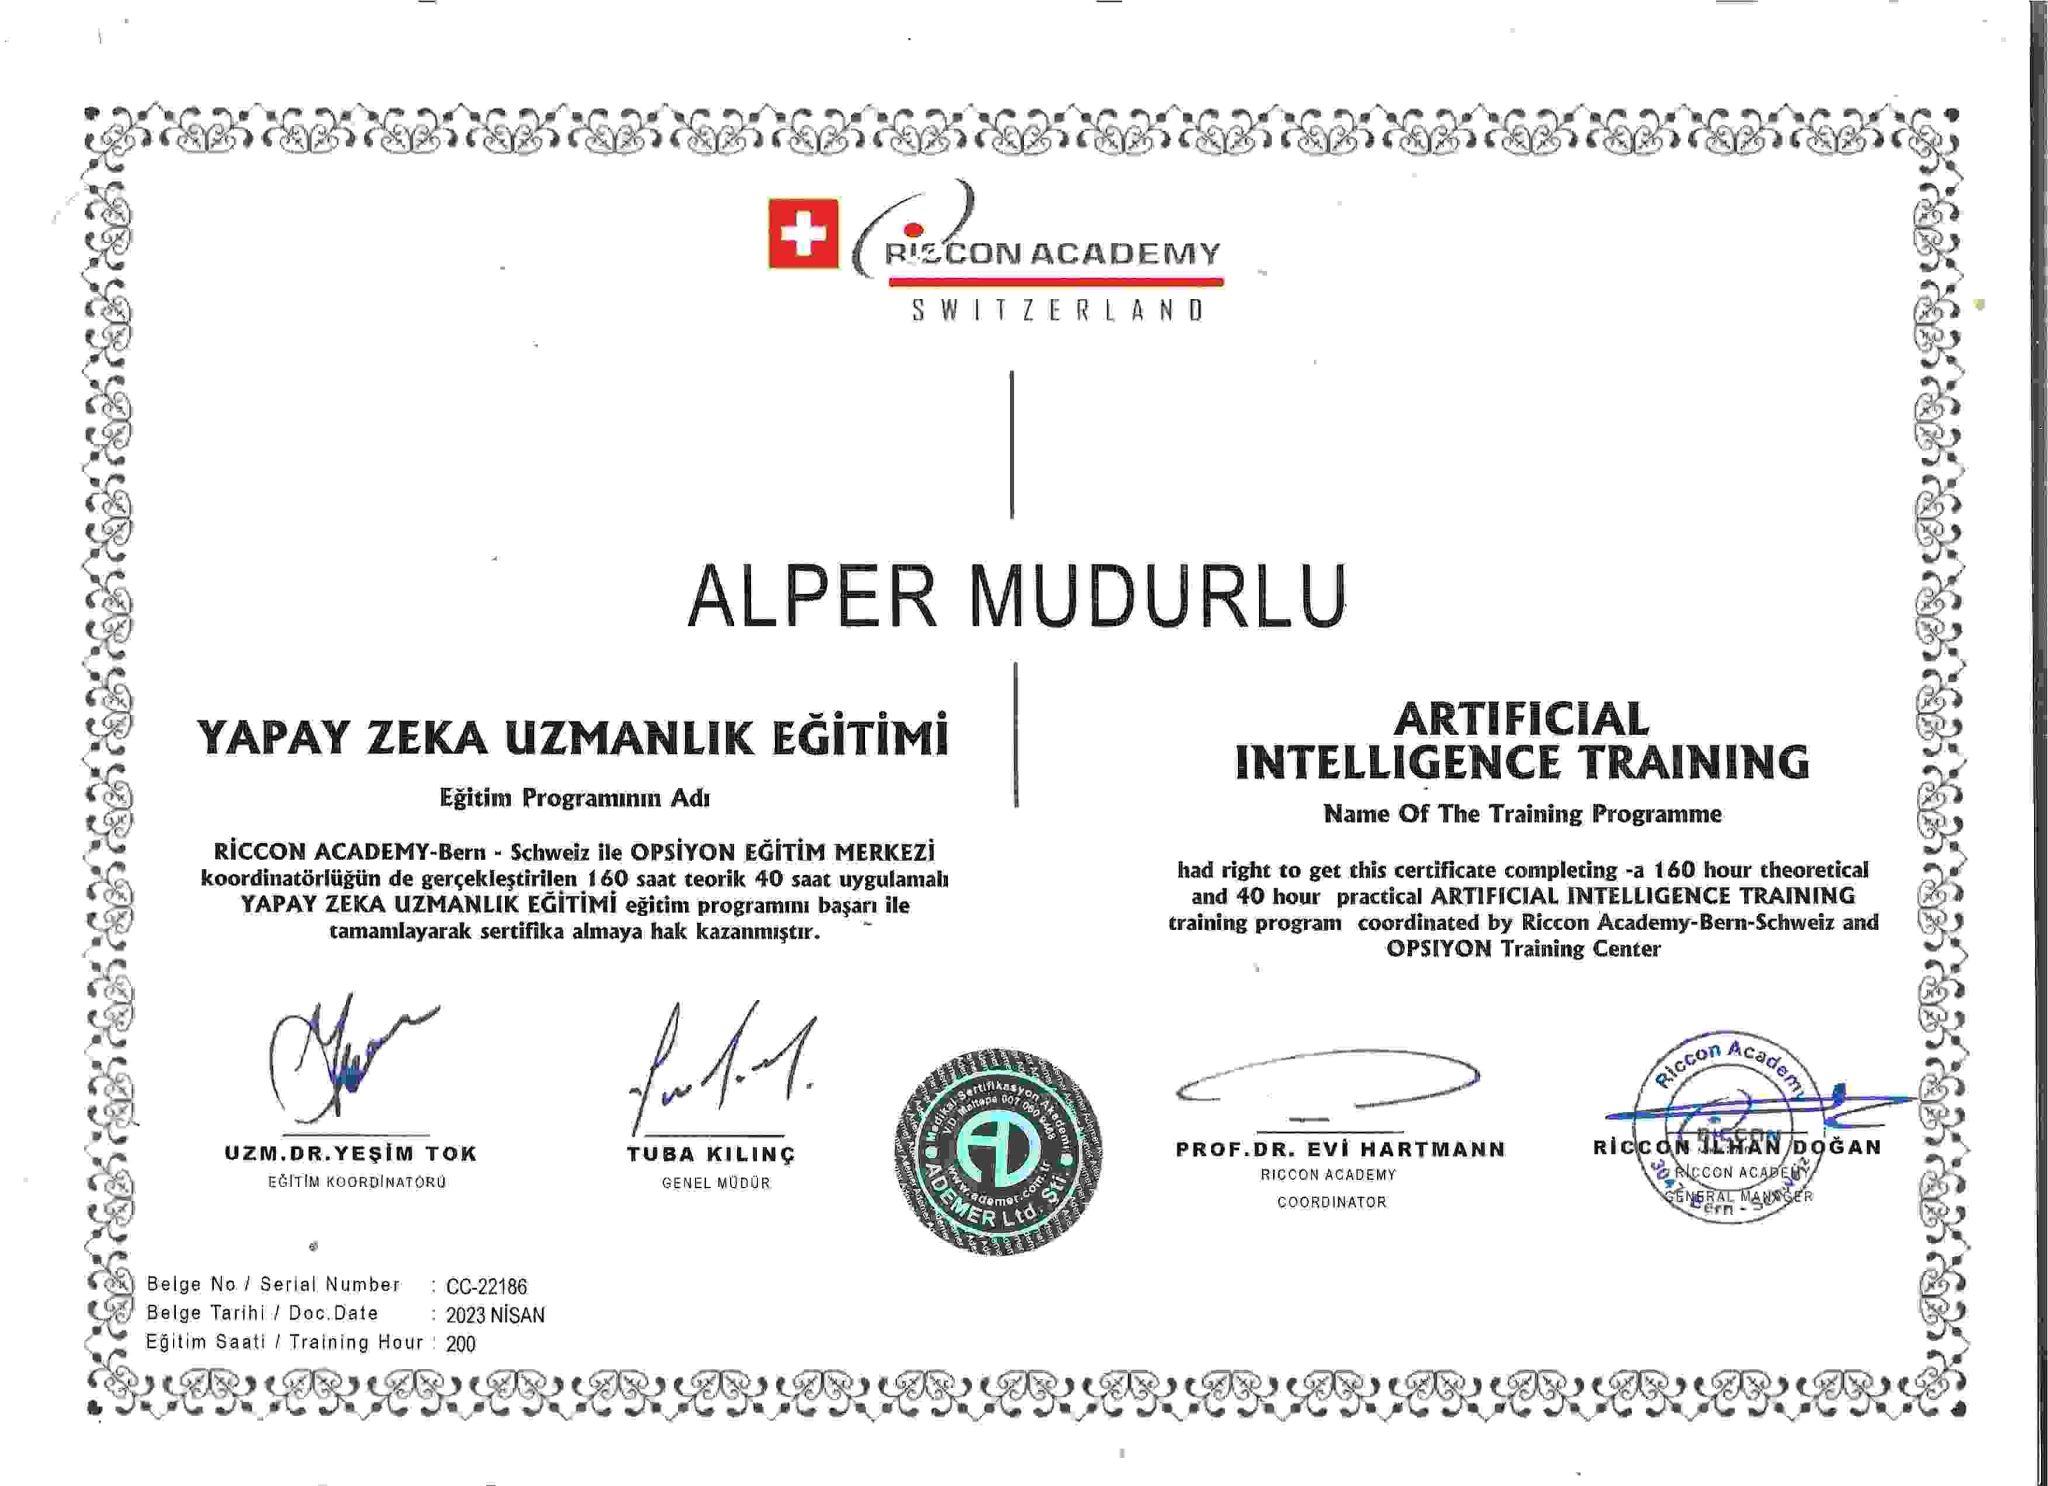 RICCON ACADEMY
SWITZERLAND
ALPER MUDURLU
YAPAY ZEKA UZMANLIK EĞİTİMİ
Eğitim Programının Adı
RİCCON ACADEMY-Bern - Schweiz ile OPSİYON EĞİTİM MERKEZİ
koordinatörlüğün de gerçekleştirilen 160 saat teorik 40 saat uygulamalı
YAPAY ZEKA UZMANLIK EĞİTİMİ eğitim programını başarı ile
tamamlayarak sertifika almaya hak kazanmıştır.
ARTIFICIAL
INTELLIGENCE TRAINING
Name Of The Training Programme
had right to get this certificate completing -a 160 hour theoretical
and 40 hour practical ARTIFICIAL INTELLIGENCE TRAINING
training program coordinated by Riccon Academy-Bern-Schweiz and
OPSIYON Training Center
UZM.DR.YEŞİM TOK
EĞİTİM KOORDİNATÖRÜ
TUBA KILINÇ
GENEL MÜDÜR
Medikal Sertifikasyon Akademi
V.D. Maltepe 007
www.ademer.com.tr
ADEMER Ltd. Şti.
PROF.DR. EVİ HARTMANN
RICCON ACADEMY
COORDINATOR
Riccon Academy
RICCON
Bern
RİCCON İLHAN DOĞAN
RİCCON ACADEMY
GENERAL MANAGER
Belge No / Serial Number : CC-22186
Belge Tarihi / Doc.Date : 2023 NİSAN
Eğitim Saati / Training Hour : 200